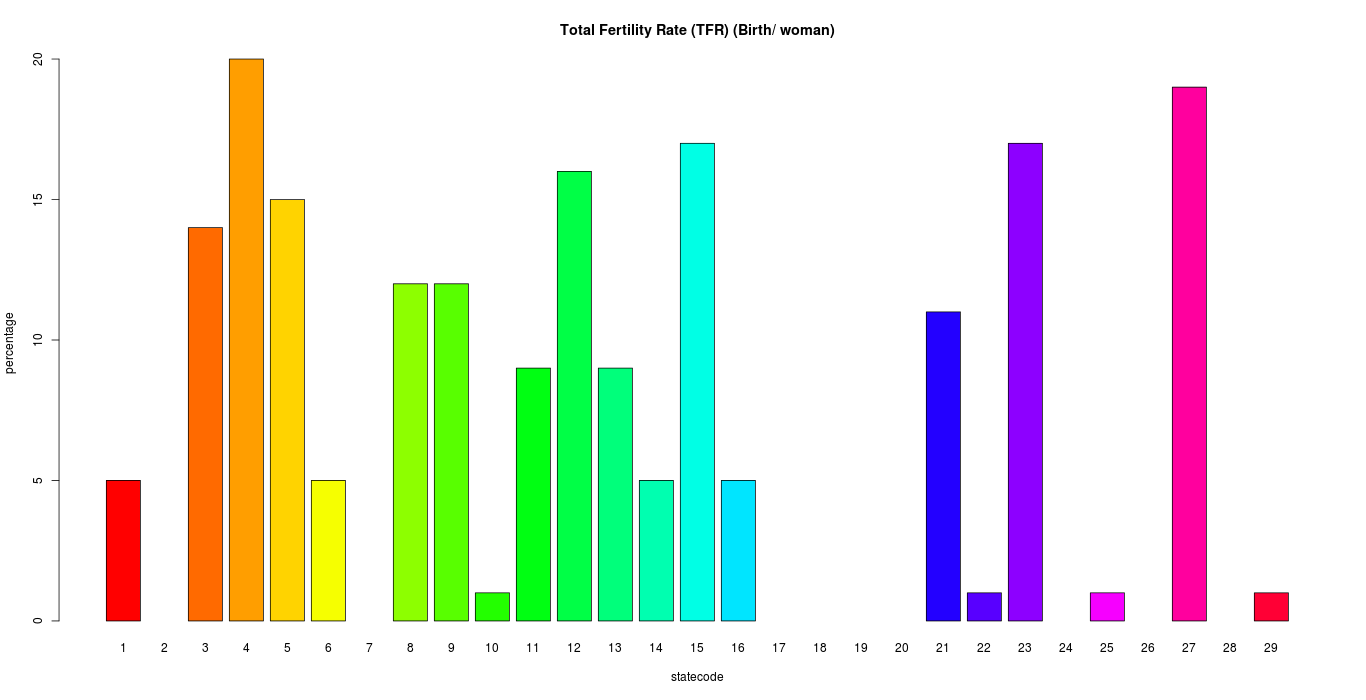 Total Fertility Rate (TFR) (Birth/ woman)
percentage
20
15
10
5
0
1 2 3 4 5 6 7 8 9 10 11 12 13 14 15 16 17 18 19 20 21 22 23 24 25 26 27 28 29
statecode